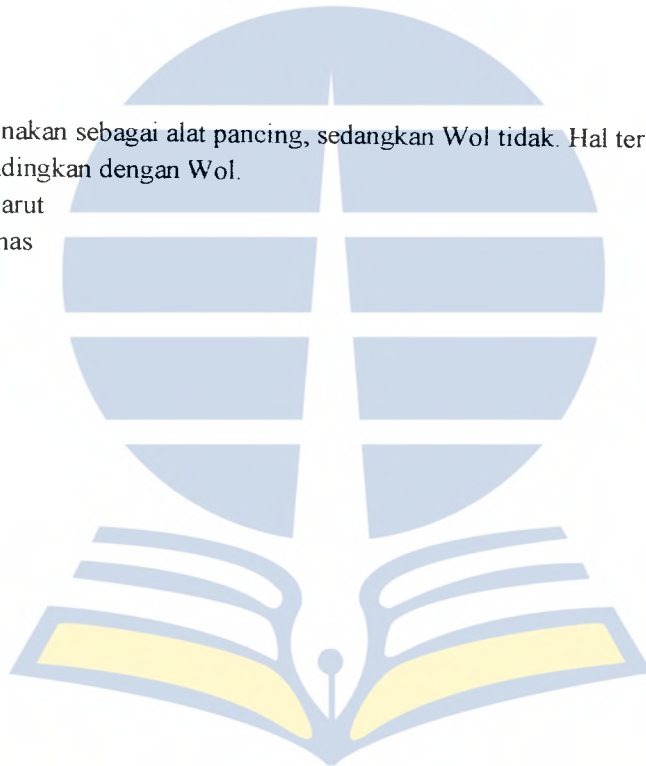 nakan sebagai alat pancing, sedangkan Wol tidak. Hal ter
dingkan dengan Wol.
arut
nas